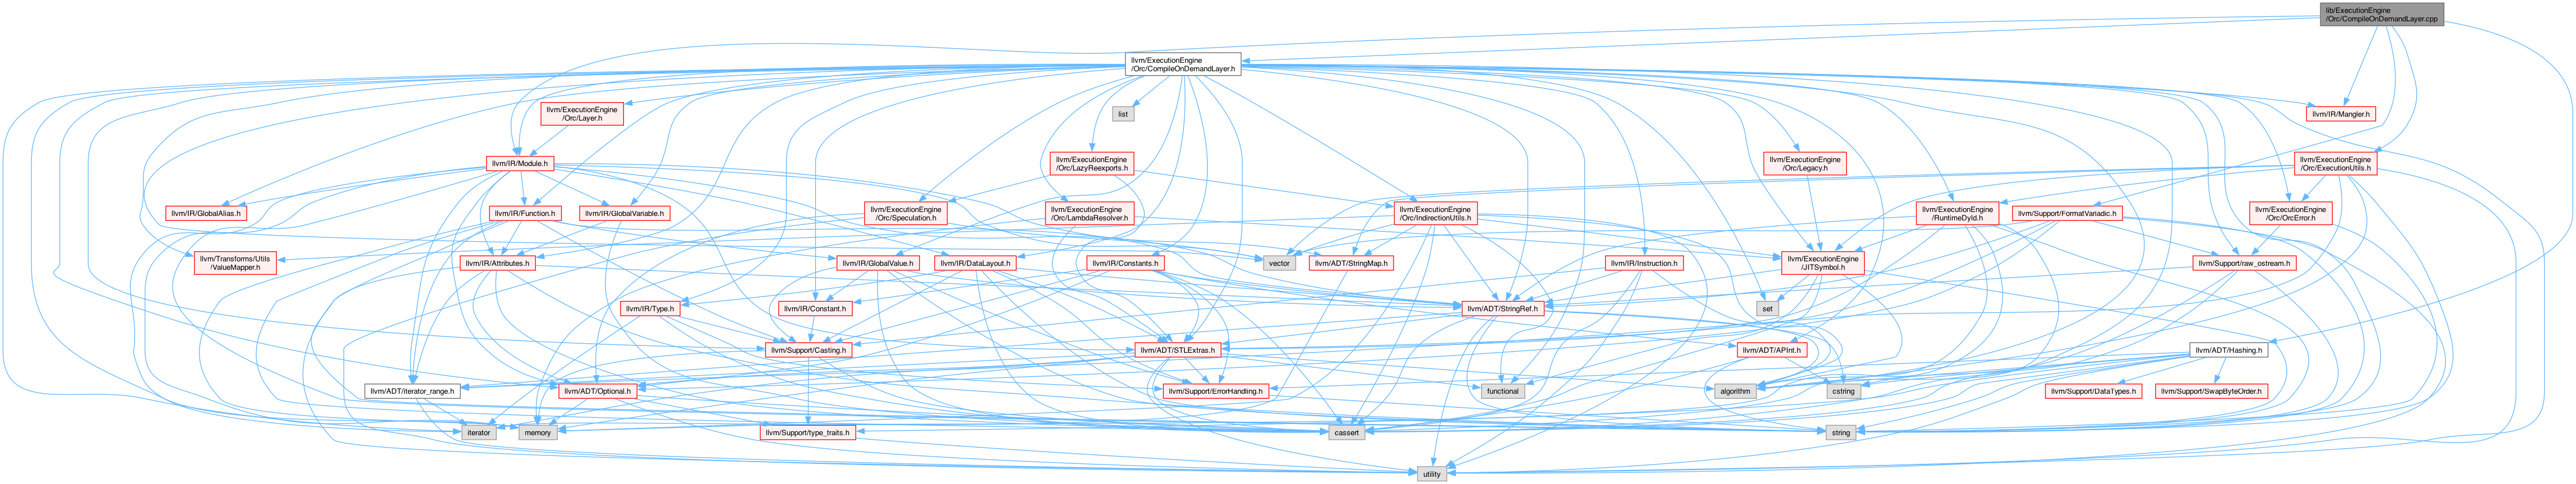 lib/ExecutionEngine
/Orc/CompileOnDemandLayer.cpp
llvm/ExecutionEngine
/Orc/CompileOnDemandLayer.h
llvm/ExecutionEngine
/Orc/Layer.h
list
llvm/IR/Mangler.h
llvm/IR/Module.h
llvm/ExecutionEngine
/Orc/LazyReexports.h
llvm/ExecutionEngine
/Orc/Legacy.h
llvm/ExecutionEngine
/Orc/ExecutionUtils.h
llvm/IR/GlobalAlias.h
llvm/IR/Function.h
llvm/IR/GlobalVariable.h
llvm/ExecutionEngine
/Orc/Speculation.h
llvm/ExecutionEngine
/Orc/LambdaResolver.h
llvm/ExecutionEngine
/Orc/IndirectionUtils.h
llvm/ExecutionEngine
/RuntimeDyld.h
llvm/Support/FormatVariadic.h
llvm/ExecutionEngine
/Orc/OrcError.h
llvm/Transforms/Utils
/ValueMapper.h
llvm/IR/Attributes.h
llvm/IR/GlobalValue.h
llvm/IR/DataLayout.h
llvm/IR/Constants.h
vector
llvm/ADT/StringMap.h
llvm/IR/Instruction.h
llvm/ExecutionEngine
/JITSymbol.h
llvm/Support/raw_ostream.h
llvm/IR/Type.h
llvm/IR/Constant.h
llvm/ADT/StringRef.h
set
llvm/Support/Casting.h
llvm/ADT/STLExtras.h
llvm/ADT/APInt.h
llvm/ADT/Hashing.h
llvm/ADT/iterator_range.h
llvm/ADT/Optional.h
llvm/Support/ErrorHandling.h
functional
algorithm
cstring
llvm/Support/DataTypes.h
llvm/Support/SwapByteOrder.h
iterator
memory
llvm/Support/type_traits.h
cassert
string
utility